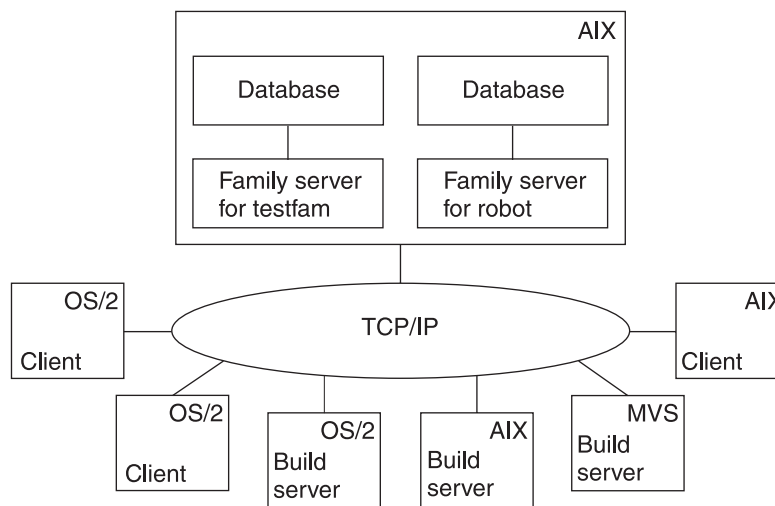 AIX
Database
Database
Family server
for testfam
Family server
for robot
OS/2
Client
TCP/IP
AIX
Client
OS/2
Client
OS/2
Build
server
AIX
Build
server
MVS
Build
server